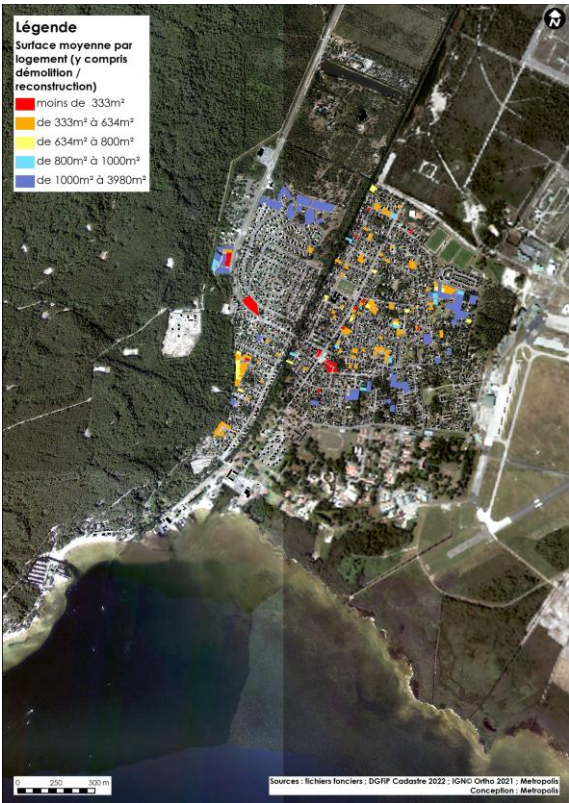 Légende
Surface moyenne par
logement (y compris
démolition /
reconstruction)
moins de 333m²
de 333m² à 634m²
de 634m² à 800m²
de 800m² à 1000m²
de 1000m² à 3980m²
N
0 250 500 m
Sources : fichiers fonciers ; DGFiP Cadastre 2022 ; IGN© Ortho 2021 ; Metropolis
Conception : Metropolis